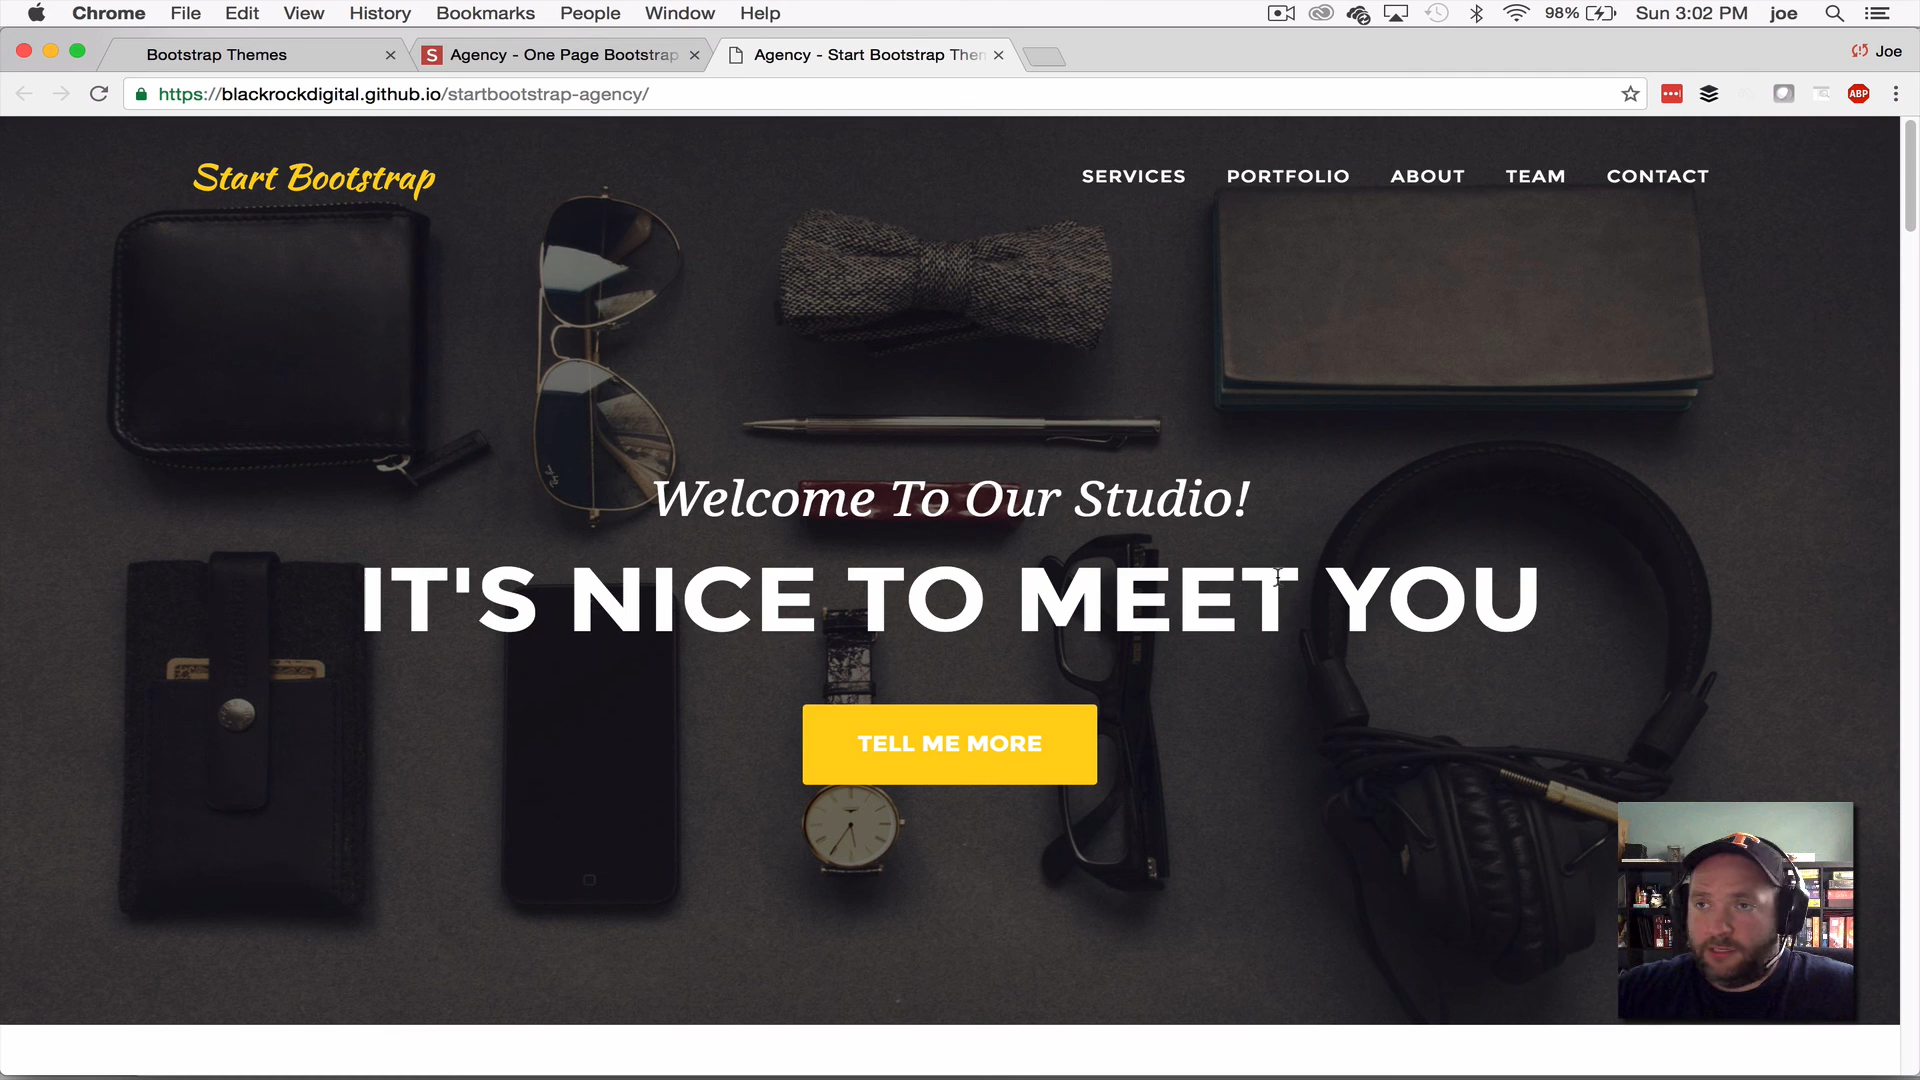 Chrome File Edit View History Bookmarks People Window Help 98% Sun 3:02 PM joe
Bootstrap Themes S Agency - One Page Bootstrap Agency - Start Bootstrap Them Joe
https://blackrockdigital.github.io/startbootstrap-agency/ ABP
Start Bootstrap SERVICES PORTFOLIO ABOUT TEAM CONTACT
Welcome To Our Studio!
IT'S NICE TO MEET YOU
TELL ME MORE